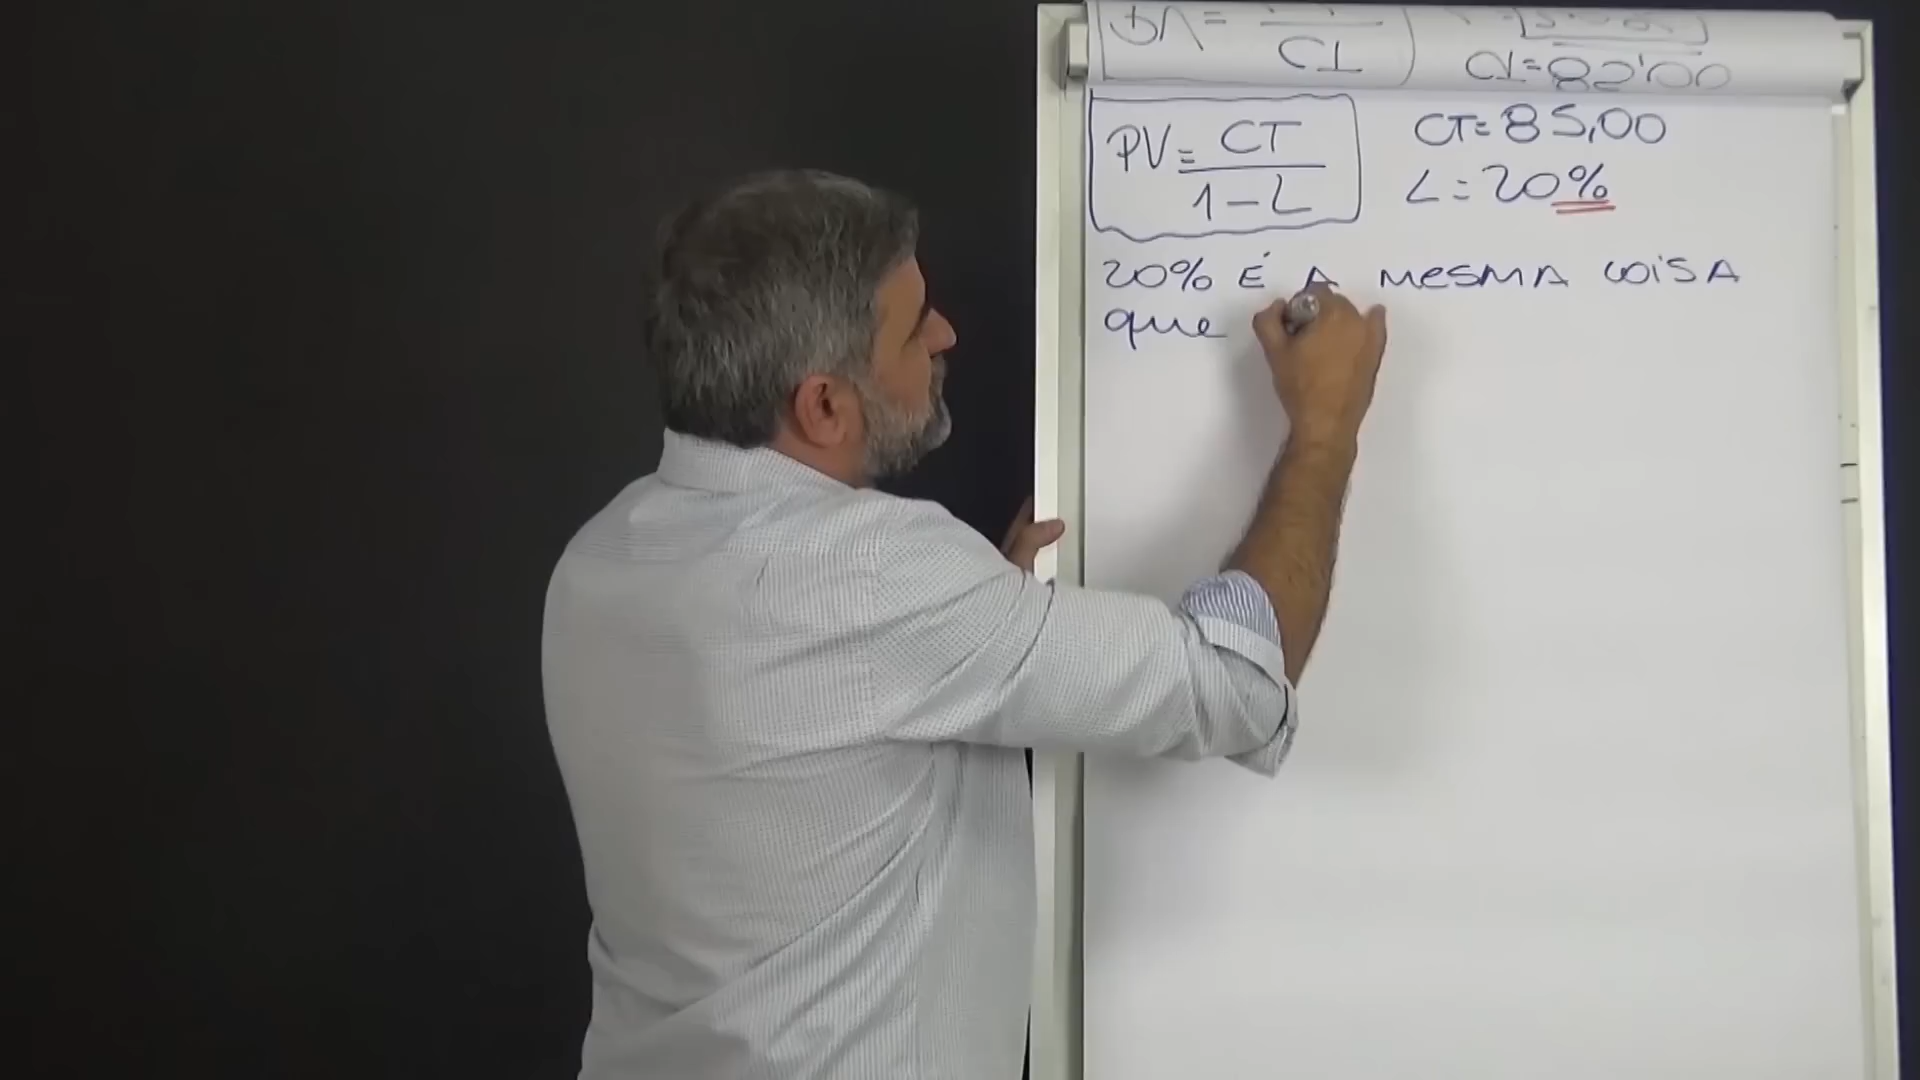 PV = CT / 1 - L
CT = 85,00
L = 20%
20% É A MESMA COISA
que